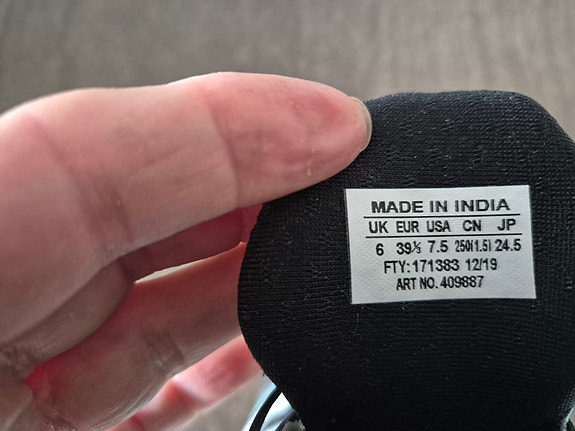 MADE IN INDIA
UK EUR USA CN JP
6 39⅓ 7.5 250(1.5) 24.5
FTY: 171383 12/19
ART NO. 409887